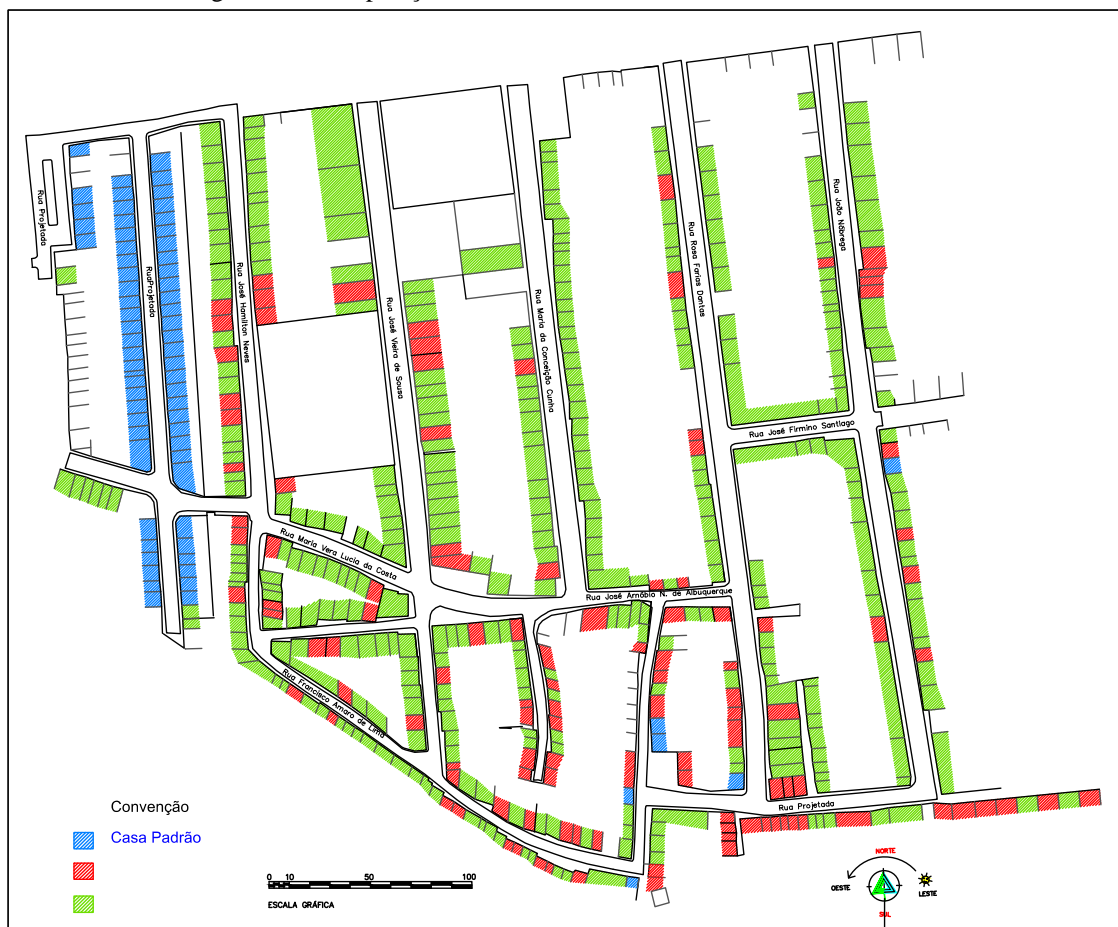 Rua Projetada
RuaProjetada
Rua José Hamilton Neves
Rua José Vieira de Sousa
Rua Maria da Conceição Cunha
Rua Rosa Farias Dantas
Rua João Nóbrega
Rua José Firmino Santiago
Rua Maria Vera Lucia da Costa
Rua José Arnóbio N. de Albuquerque
Rua Francisco Amaro de Lima
Rua Projetada
Convenção
Casa Padrão
0 10 50 100
ESCALA GRÁFICA
NORTE
OESTE
LESTE
SUL